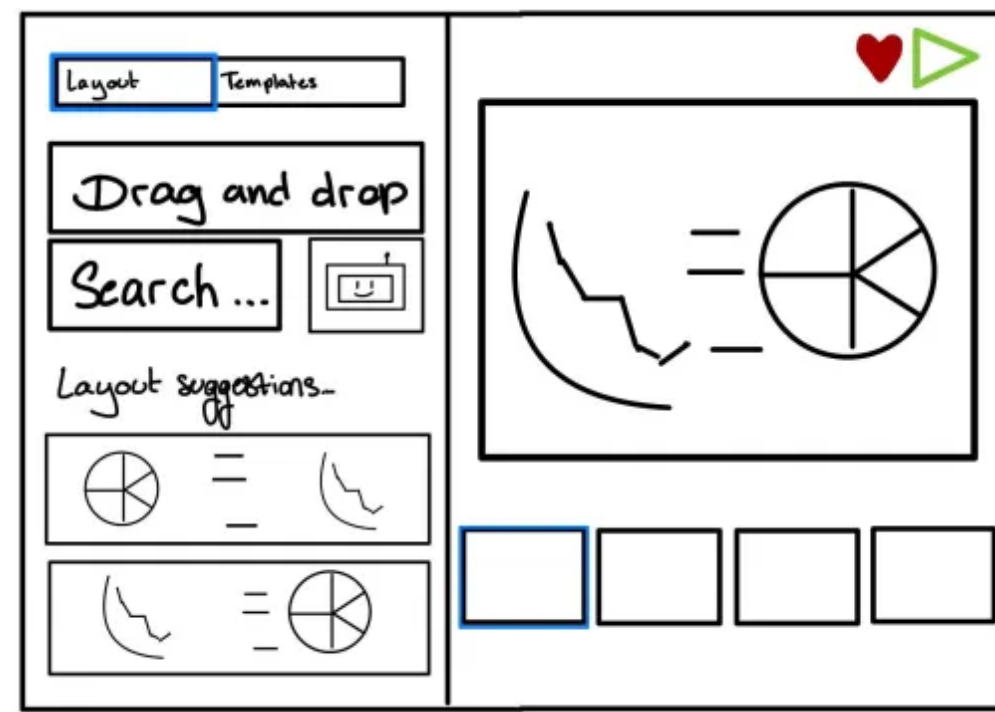 Layout
Templates
Drag and drop
Search ...
Layout suggestions...